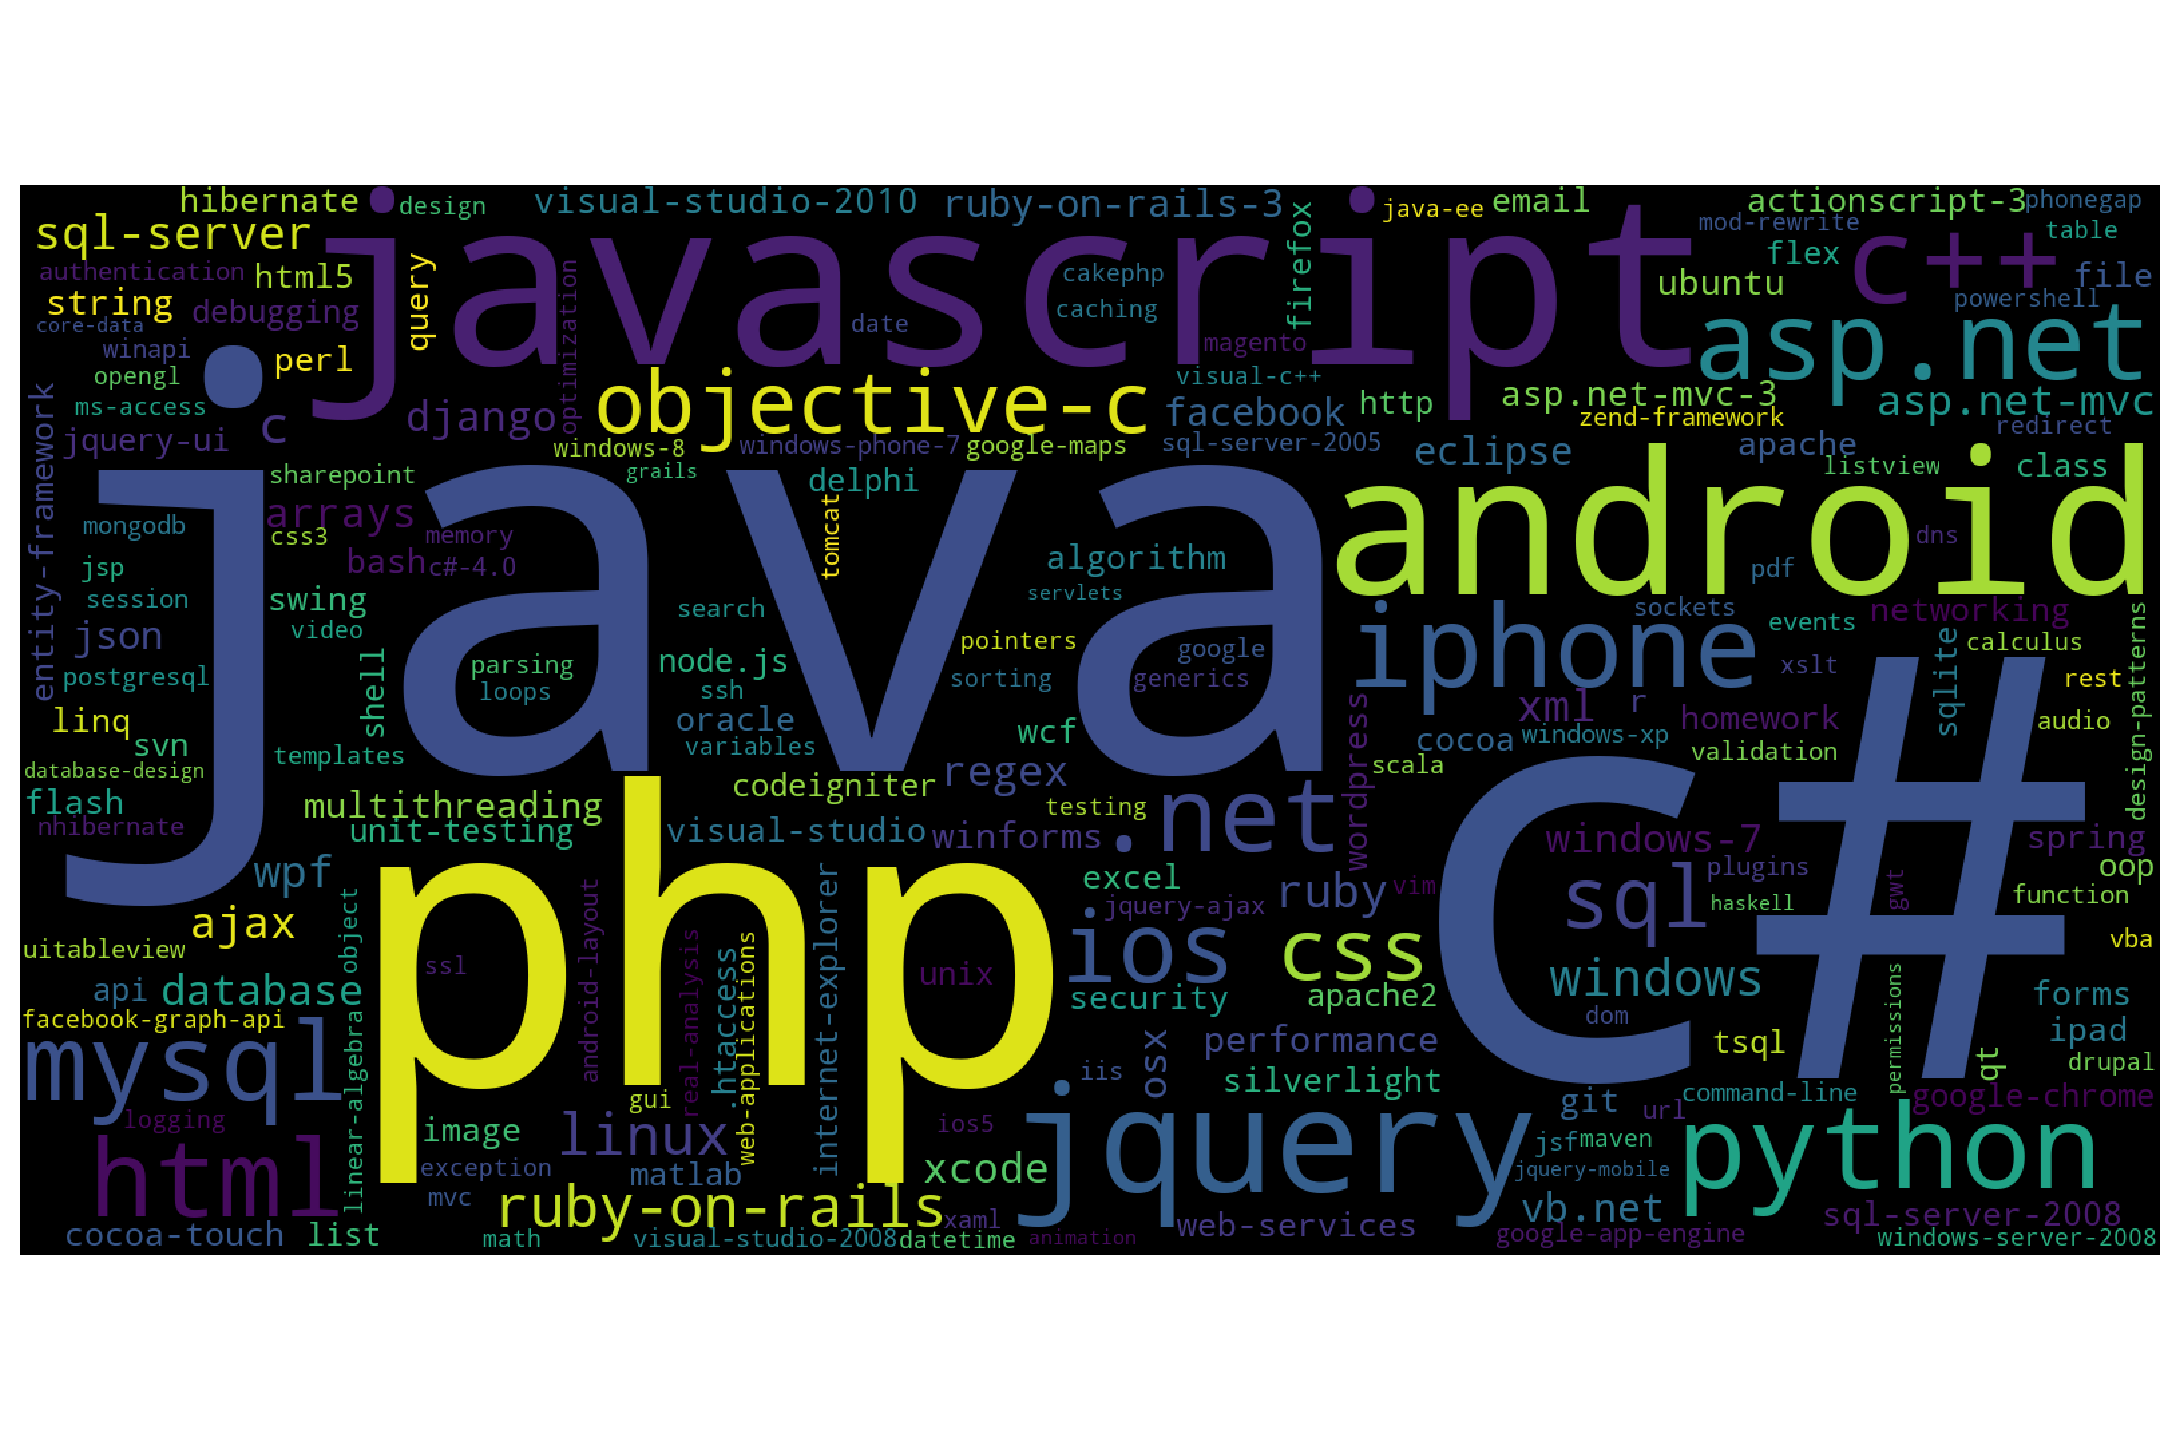 hibernate
design
visual-studio-2010
ruby-on-rails-3
firefox
java-ee
email
actionscript-3
phonegap
sql-server
javascript
mod-rewrite
c++
table
authentication
html5
query
optimization
cakephp
flex
file
string
debugging
date
caching
ubuntu
powershell
core-data
winapi
perl
magento
asp.net
opengl
objective-c
visual-c++
ms-access
c
django
facebook
http
asp.net-mvc-3
asp.net-mvc
jquery-ui
windows-8
windows-phone-7
google-maps
sql-server-2005
zend-framework
redirect
entity-framework
sharepoint
grails
delphi
eclipse
apache
listview
class
java
android
mongodb
arrays
css3
memory
tomcat
dns
jsp
bash
c#-4.0
algorithm
pdf
session
swing
search
servlets
iphone
sockets
networking
json
video
pointers
google
events
calculus
design-patterns
postgresql
shell
parsing
loops
node.js
ssh
sorting
generics
xslt
sqlite
rest
linq
oracle
wordpress
xml
r
homework
audio
svn
templates
variables
wcf
cocoa
windows-xp
validation
database-design
regex
scala
c#
flash
multithreading
codeigniter
testing
.net
nhibernate
unit-testing
visual-studio
winforms
windows-7
spring
wpf
php
internet-explorer
excel
ruby
vim
sql
plugins
gwt
oop
ajax
object
android-layout
jquery-ajax
haskell
function
uitableview
ssl
real-analysis
htaccess
web-applications
unix
ios
css
windows
vba
api
database
security
apache2
permissions
forms
facebook-graph-api
linear-algebra
osx
performance
dom
tsql
ipad
mysql
iis
silverlight
qt
drupal
logging
gui
ios5
jquery
git
url
command-line
google-chrome
html
image
linux
jsf
maven
python
exception
matlab
xcode
jquery-mobile
mvc
ruby-on-rails
vb.net
sql-server-2008
cocoa-touch
list
math
visual-studio-2008
xaml
datetime
animation
web-services
google-app-engine
windows-server-2008